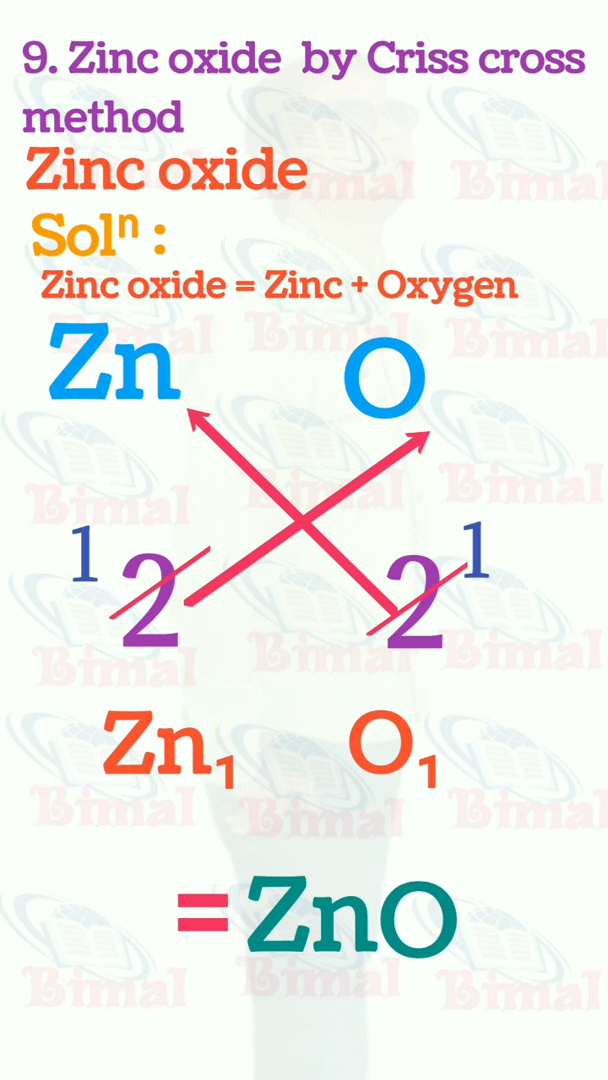 9. Zinc oxide by Criss cross
method
Zinc oxide
Solⁿ :
Zinc oxide = Zinc + Oxygen
Zn O
1 2 2 1
Zn₁ O₁
= ZnO
Bimal